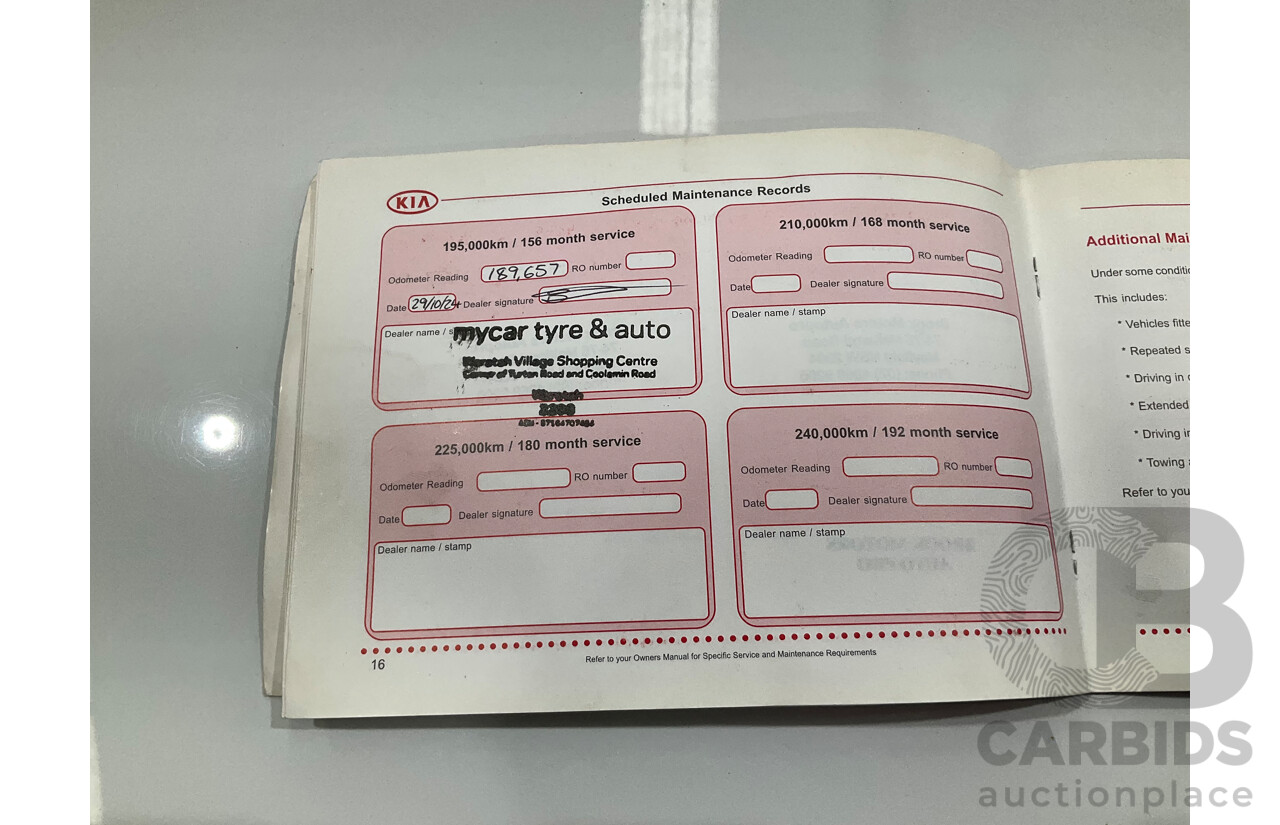 KIA
Scheduled Maintenance Records
195,000km / 156 month service
Odometer Reading 189,657 RO number
Date 29/10/24 Dealer signature
Dealer name / s
mycar tyre & auto
Village Shopping Centre
Corner of Turton Road and Coolamin Road
210,000km / 168 month service
Odometer Reading RO number
Date Dealer signature
Dealer name / stamp
225,000km / 180 month service
Odometer Reading RO number
Date Dealer signature
Dealer name / stamp
240,000km / 192 month service
Odometer Reading RO number
Date Dealer signature
Dealer name / stamp
16
Refer to your Owners Manual for Specific Service and Maintenance Requirements
Additional Mai
Under some conditio
This includes:
* Vehicles fitte
* Repeated s
* Driving in
* Extended
* Driving in
* Towing
Refer to you
CB
CARBIDS
auctionplace